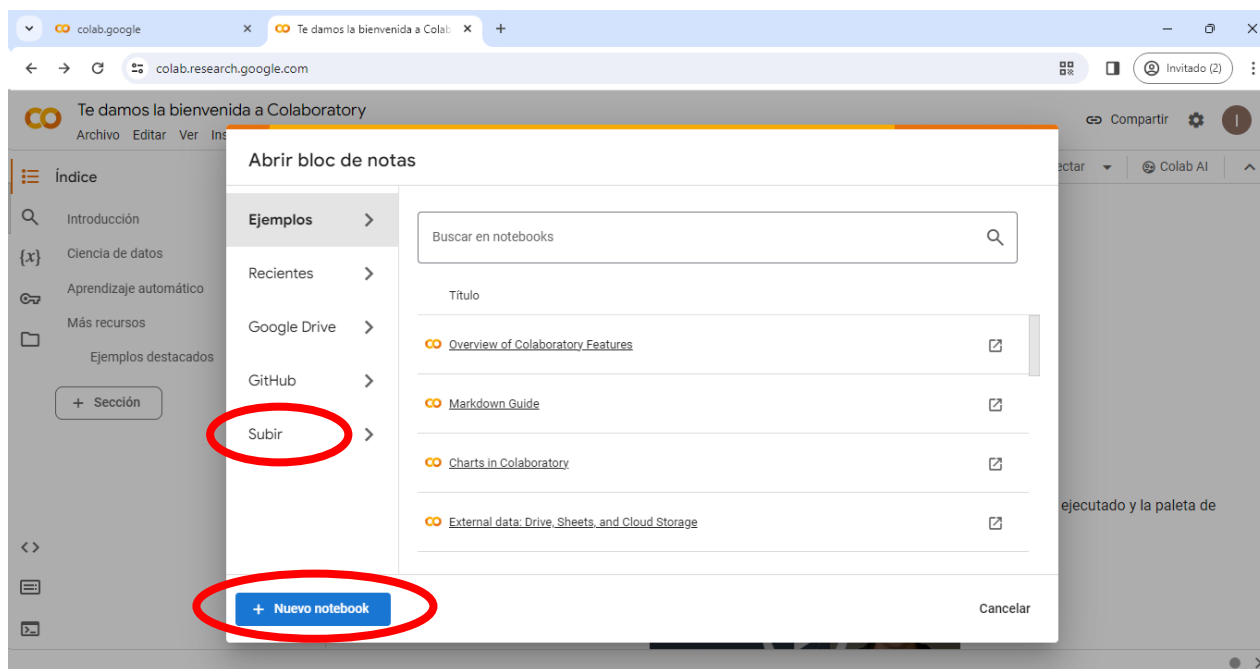 colab.google
Te damos la bienvenida a Colab
colab.research.google.com
Invitado (2)
Te damos la bienvenida a Colaboratory
Archivo Editar Ver Ins
Compartir
I
Abrir bloc de notas
ectar
Colab AI
Índice
Introducción
Ciencia de datos
Aprendizaje automático
Más recursos
Ejemplos destacados
+ Sección
{x}
Ejemplos
Recientes
Google Drive
GitHub
Subir
Buscar en notebooks
Título
Overview of Colaboratory Features
Markdown Guide
Charts in Colaboratory
External data: Drive, Sheets, and Cloud Storage
ejecutado y la paleta de
+ Nuevo notebook
Cancelar